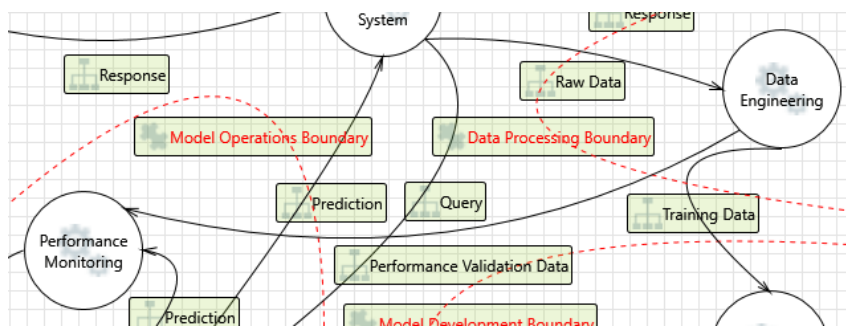 Response
System
Response
Raw Data
Data
Engineering
Model Operations Boundary
Data Processing Boundary
Prediction
Query
Training Data
Performance
Monitoring
Performance Validation Data
Prediction
Model Development Boundary